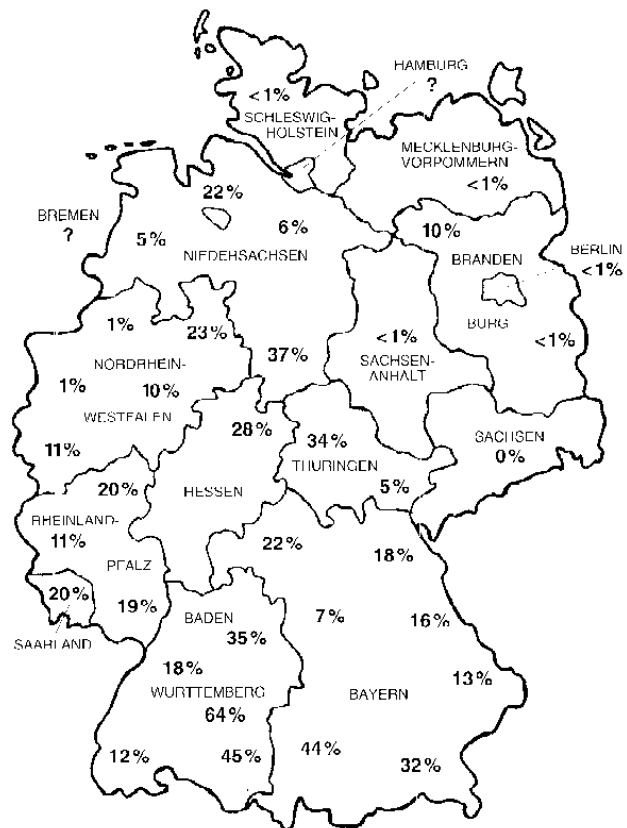 HAMBURG
?
<1%
SCHLESWIG-
HOLSTEIN
MECKLENBURG-
VORPOMMERN
<1%
22%
BREMEN
?
5%
6%
NIEDERSACHSEN
10%
BRANDEN
BERLIN
<1%
BURG
<1%
1%
23%
37%
<1%
SACHSEN-
ANHALT
NORDRHEIN-
1%
10%
WESTFALEN
11%
28%
34%
THURINGEN
5%
SACHSEN
0%
HESSEN
20%
RHEINLAND-
11%
PFALZ
20%
19%
SAARLAND
22%
18%
BADEN
35%
7%
16%
18%
WURTTEMBERG
64%
BAYERN
13%
12%
45%
44%
32%